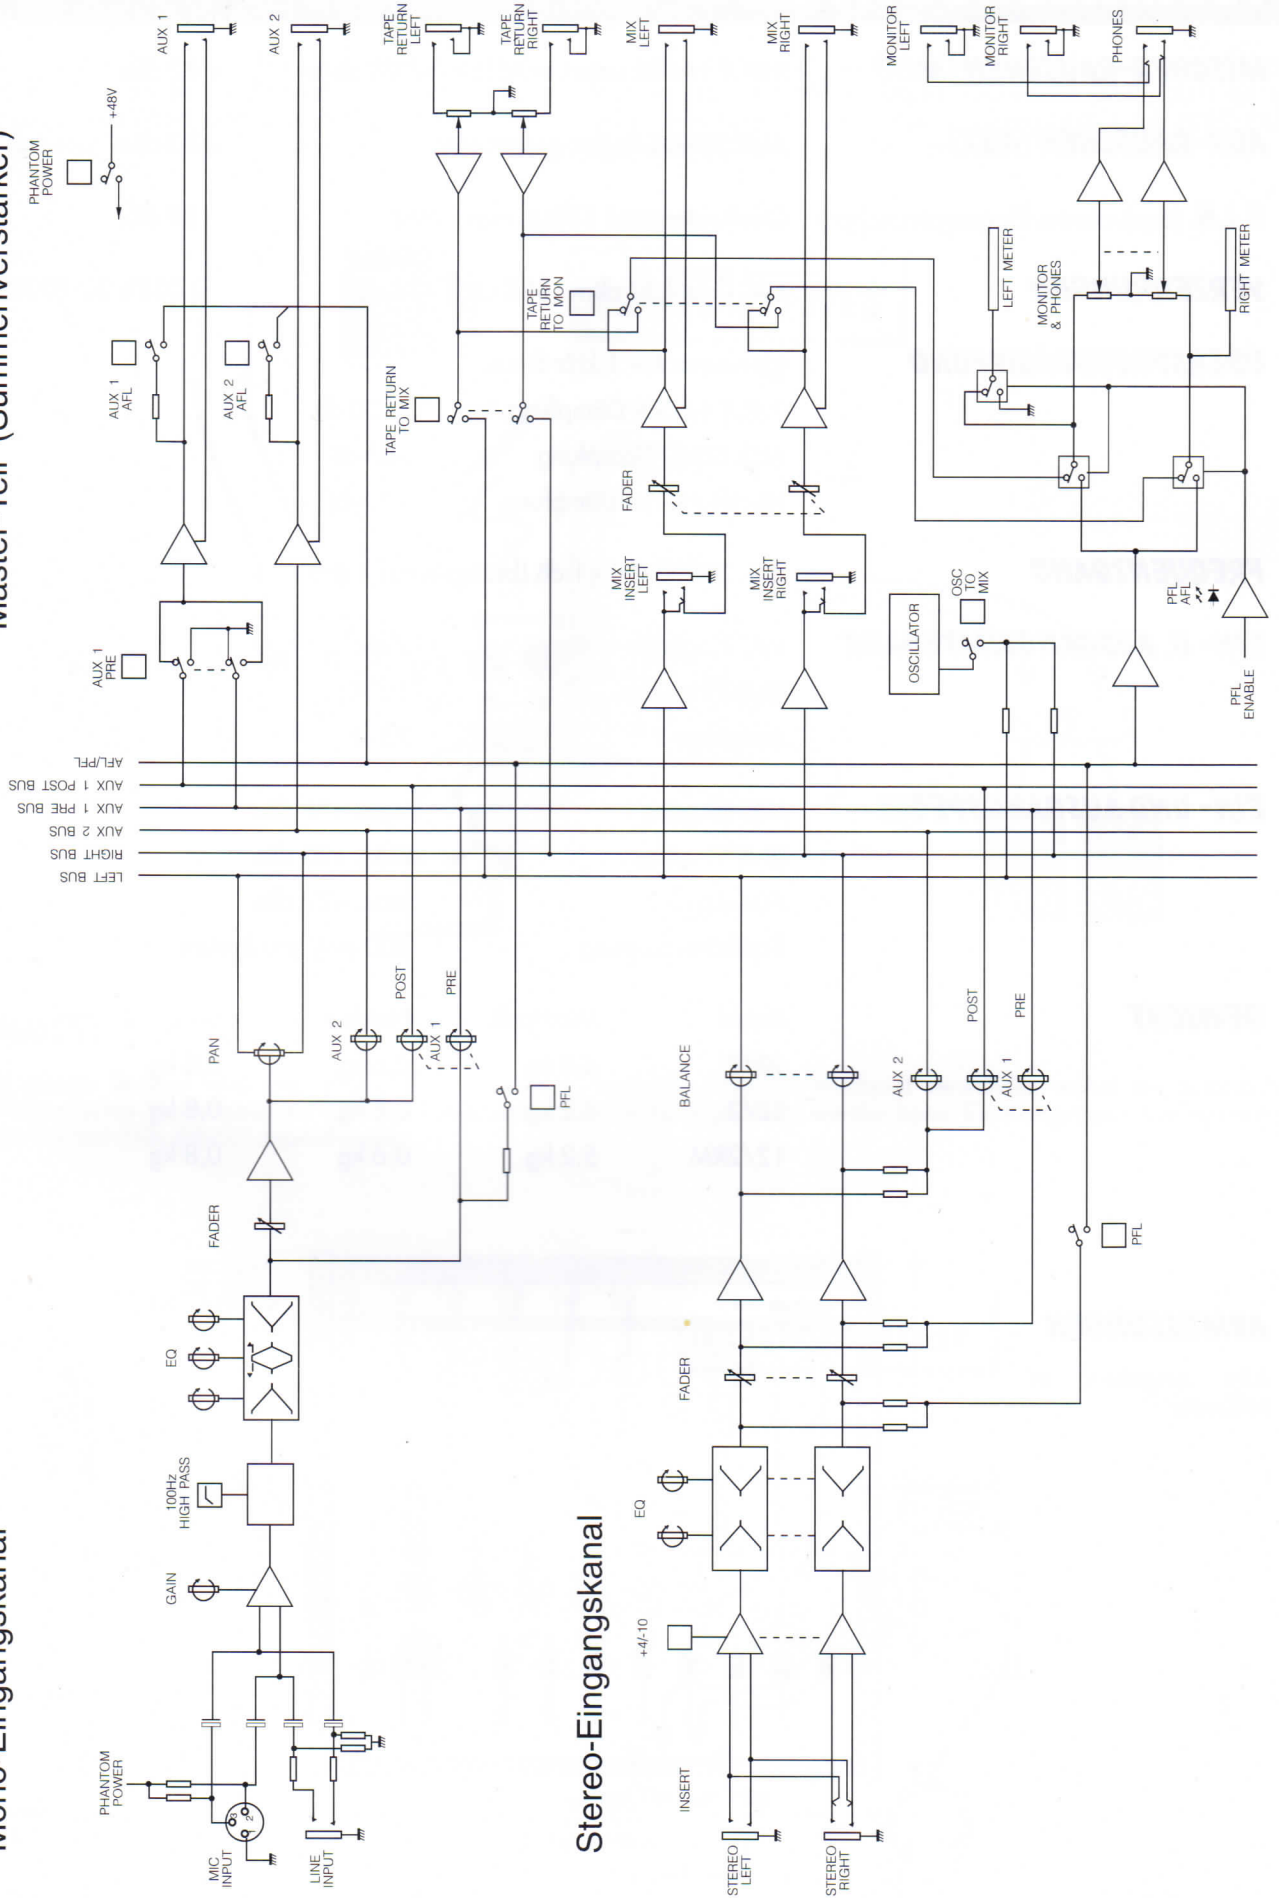 Mono-Eingangskanal
PHANTOM
POWER
MIC
INPUT
3
2
1
LINE
INPUT
GAIN
100Hz
HIGH PASS
EQ
FADER
PAN
AUX 2
POST
AUX 1
PRE
PFL
Stereo-Eingangskanal
STEREO
LEFT
STEREO
RIGHT
INSERT
+4/-10
EQ
FADER
BALANCE
AUX 2
POST
AUX 1
PRE
PFL
LEFT BUS
RIGHT BUS
AUX 2 BUS
AUX 1 PRE BUS
AUX 1 POST BUS
AFL/PFL
Master-Teil (Summenverstärker)
PHANTOM
POWER
+48V
AUX 1
PRE
AUX 1
AFL
AUX 2
AFL
AUX 1
AUX 2
TAPE RETURN
TO MIX
TAPE
RETURN
LEFT
TAPE
RETURN
RIGHT
TAPE
RETURN
TO MON
MIX
INSERT
LEFT
MIX
INSERT
RIGHT
FADER
MIX
LEFT
MIX
RIGHT
OSCILLATOR
OSC
TO
MIX
PFL
AFL
PFL
ENABLE
LEFT METER
RIGHT METER
MONITOR
& PHONES
MONITOR
LEFT
MONITOR
RIGHT
PHONES